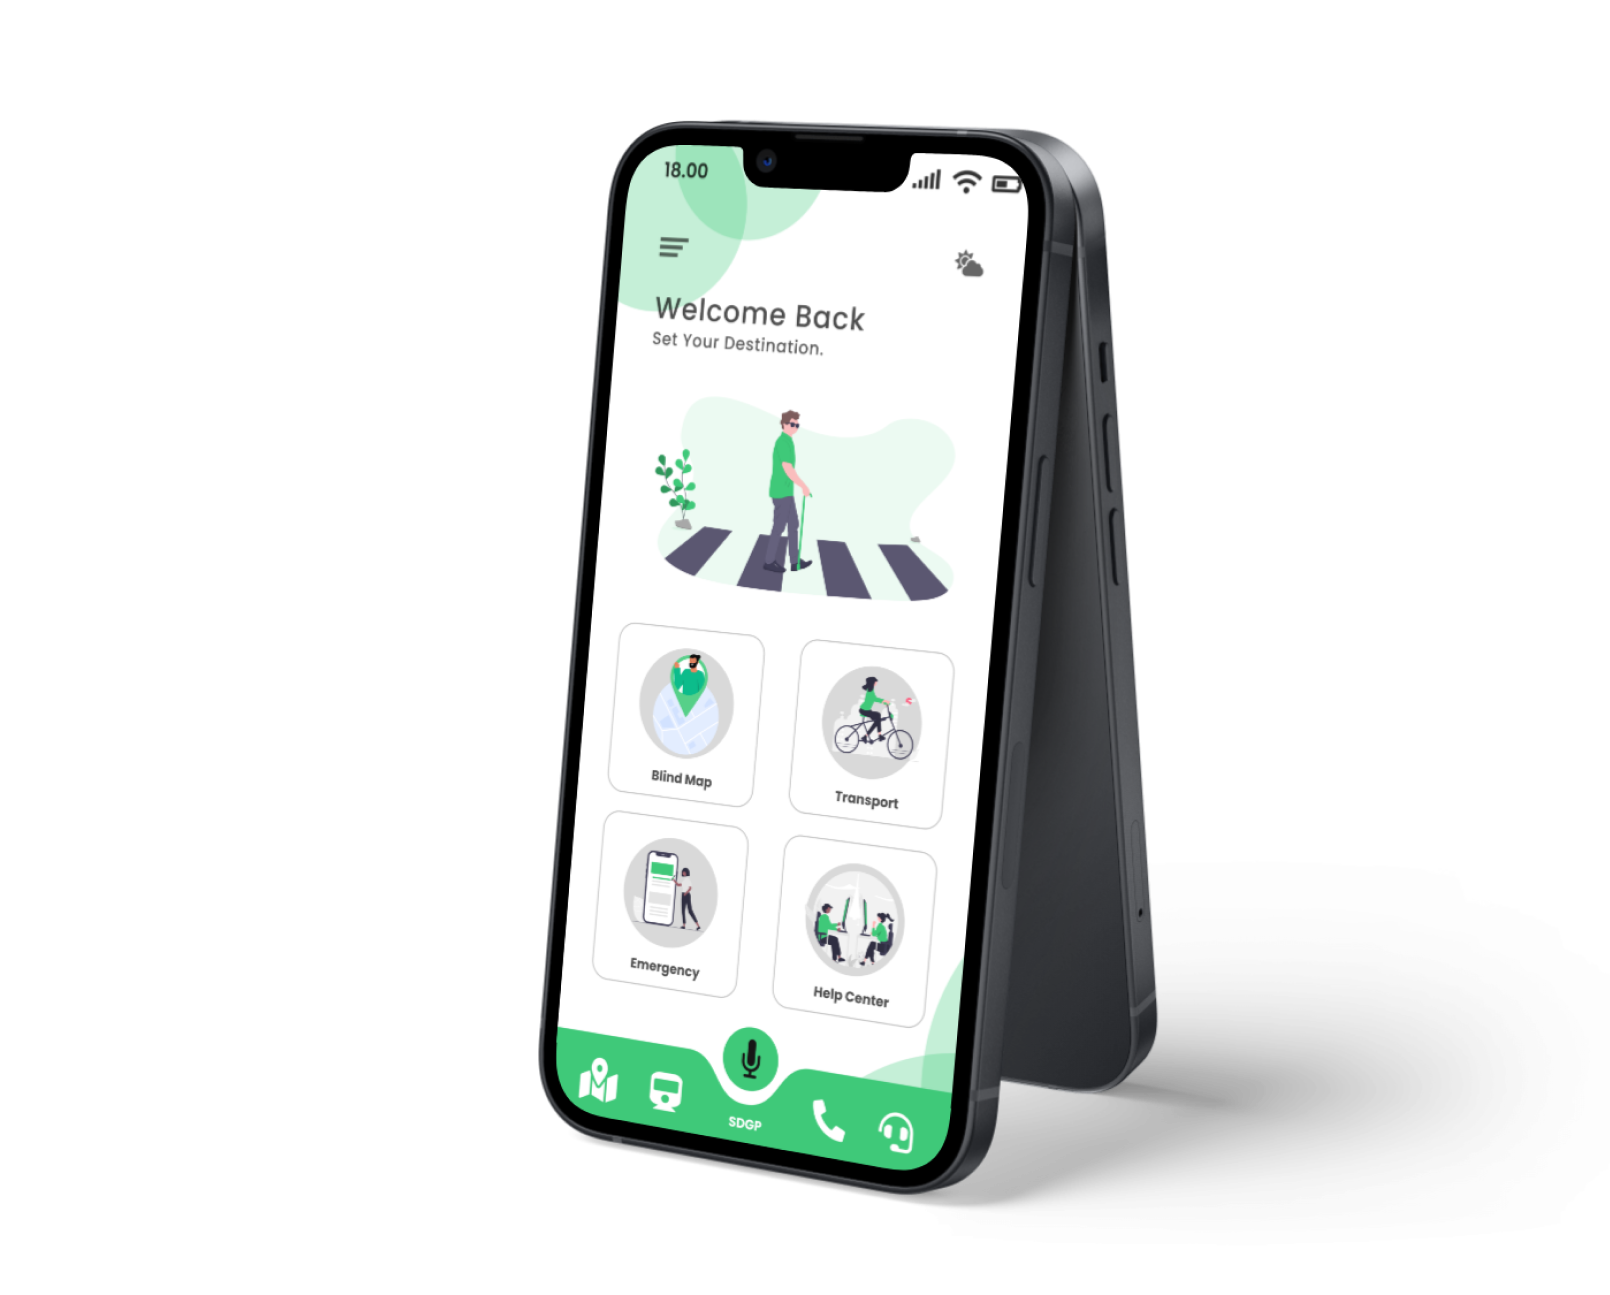 18.00
Welcome Back
Set Your Destination.
Blind Map
Transport
Emergency
Help Center
SDGP